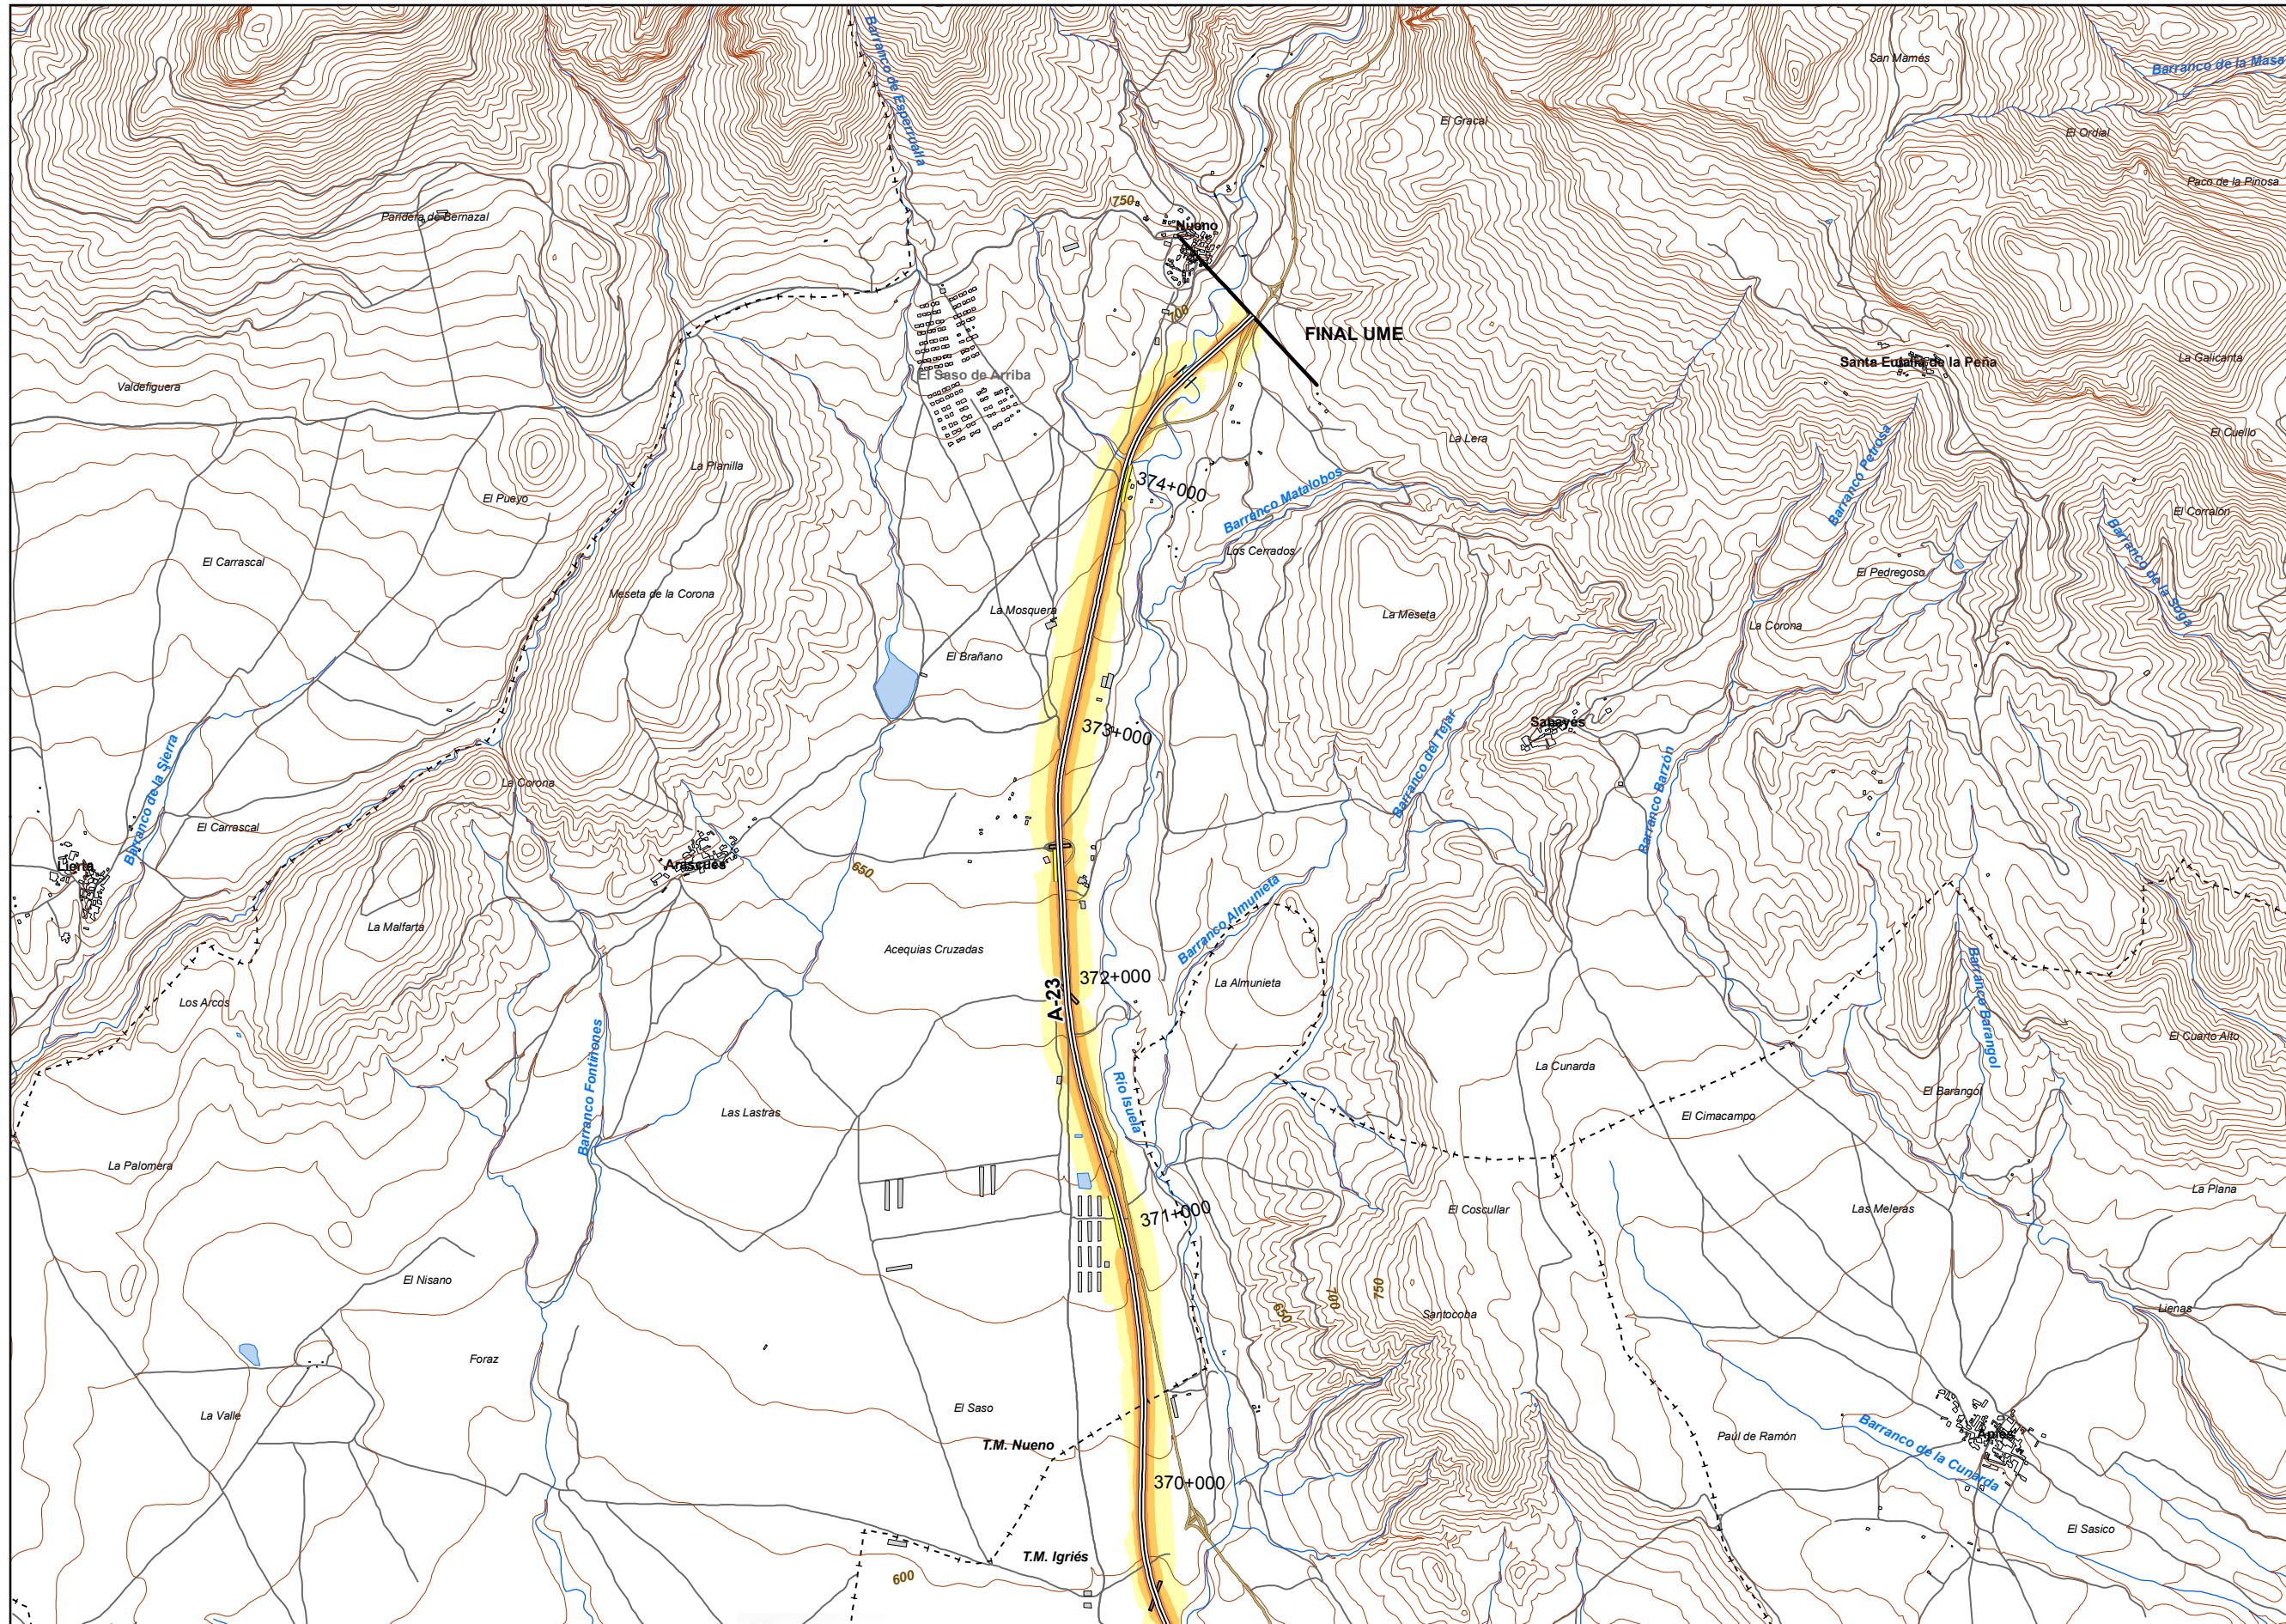 Barranco de Esperrualla
San Mamés
Barranco de la Masa
El Gracal
El Ordial
Paco de la Pinosa
750
Paridera de Bernazal
Nueno
700
FINAL UME
Santa Eulalia de la Peña
La Galicanta
El Saso de Arriba
Valdefiguera
El Cuello
La Lera
La Planilla
Barranco Petrosa
374+000
Barranco Matalobos
El Pueyo
El Corralón
Los Cerrados
El Carrascal
El Pedregoso
Barranco de la Soga
Meseta de la Corona
La Mosquera
La Meseta
La Corona
El Brañano
Sabayés
373+000
Barranco del Tejar
Barranco de la Sierra
La Corona
Barranco Barzón
El Carrascal
Lierta
Arascués
650
Barranco Almunieta
La Malfarta
Acequias Cruzadas
372+000
La Almunieta
A-23
Los Arcos
Barranco Barangol
El Cuarto Alto
Barranco Fontiñones
La Cunarda
Río Isuela
El Barangol
Las Lastras
El Cimacampo
La Palomera
La Plana
371+000
El Coscullar
Las Meleras
El Nisano
750
700
650
Santocoba
Lienas
Foraz
El Saso
La Valle
T.M. Nueno
Paúl de Ramón
Barranco de la Cunarda
Apiés
370+000
El Sasico
T.M. Igriés
600